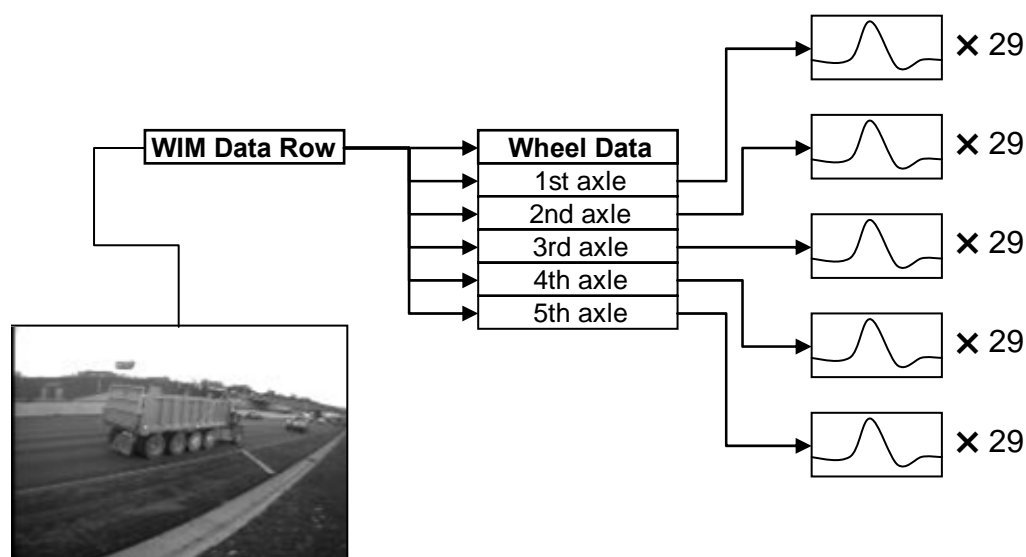 WIM Data Row
Wheel Data
1st axle
2nd axle
3rd axle
4th axle
5th axle
× 29
× 29
× 29
× 29
× 29